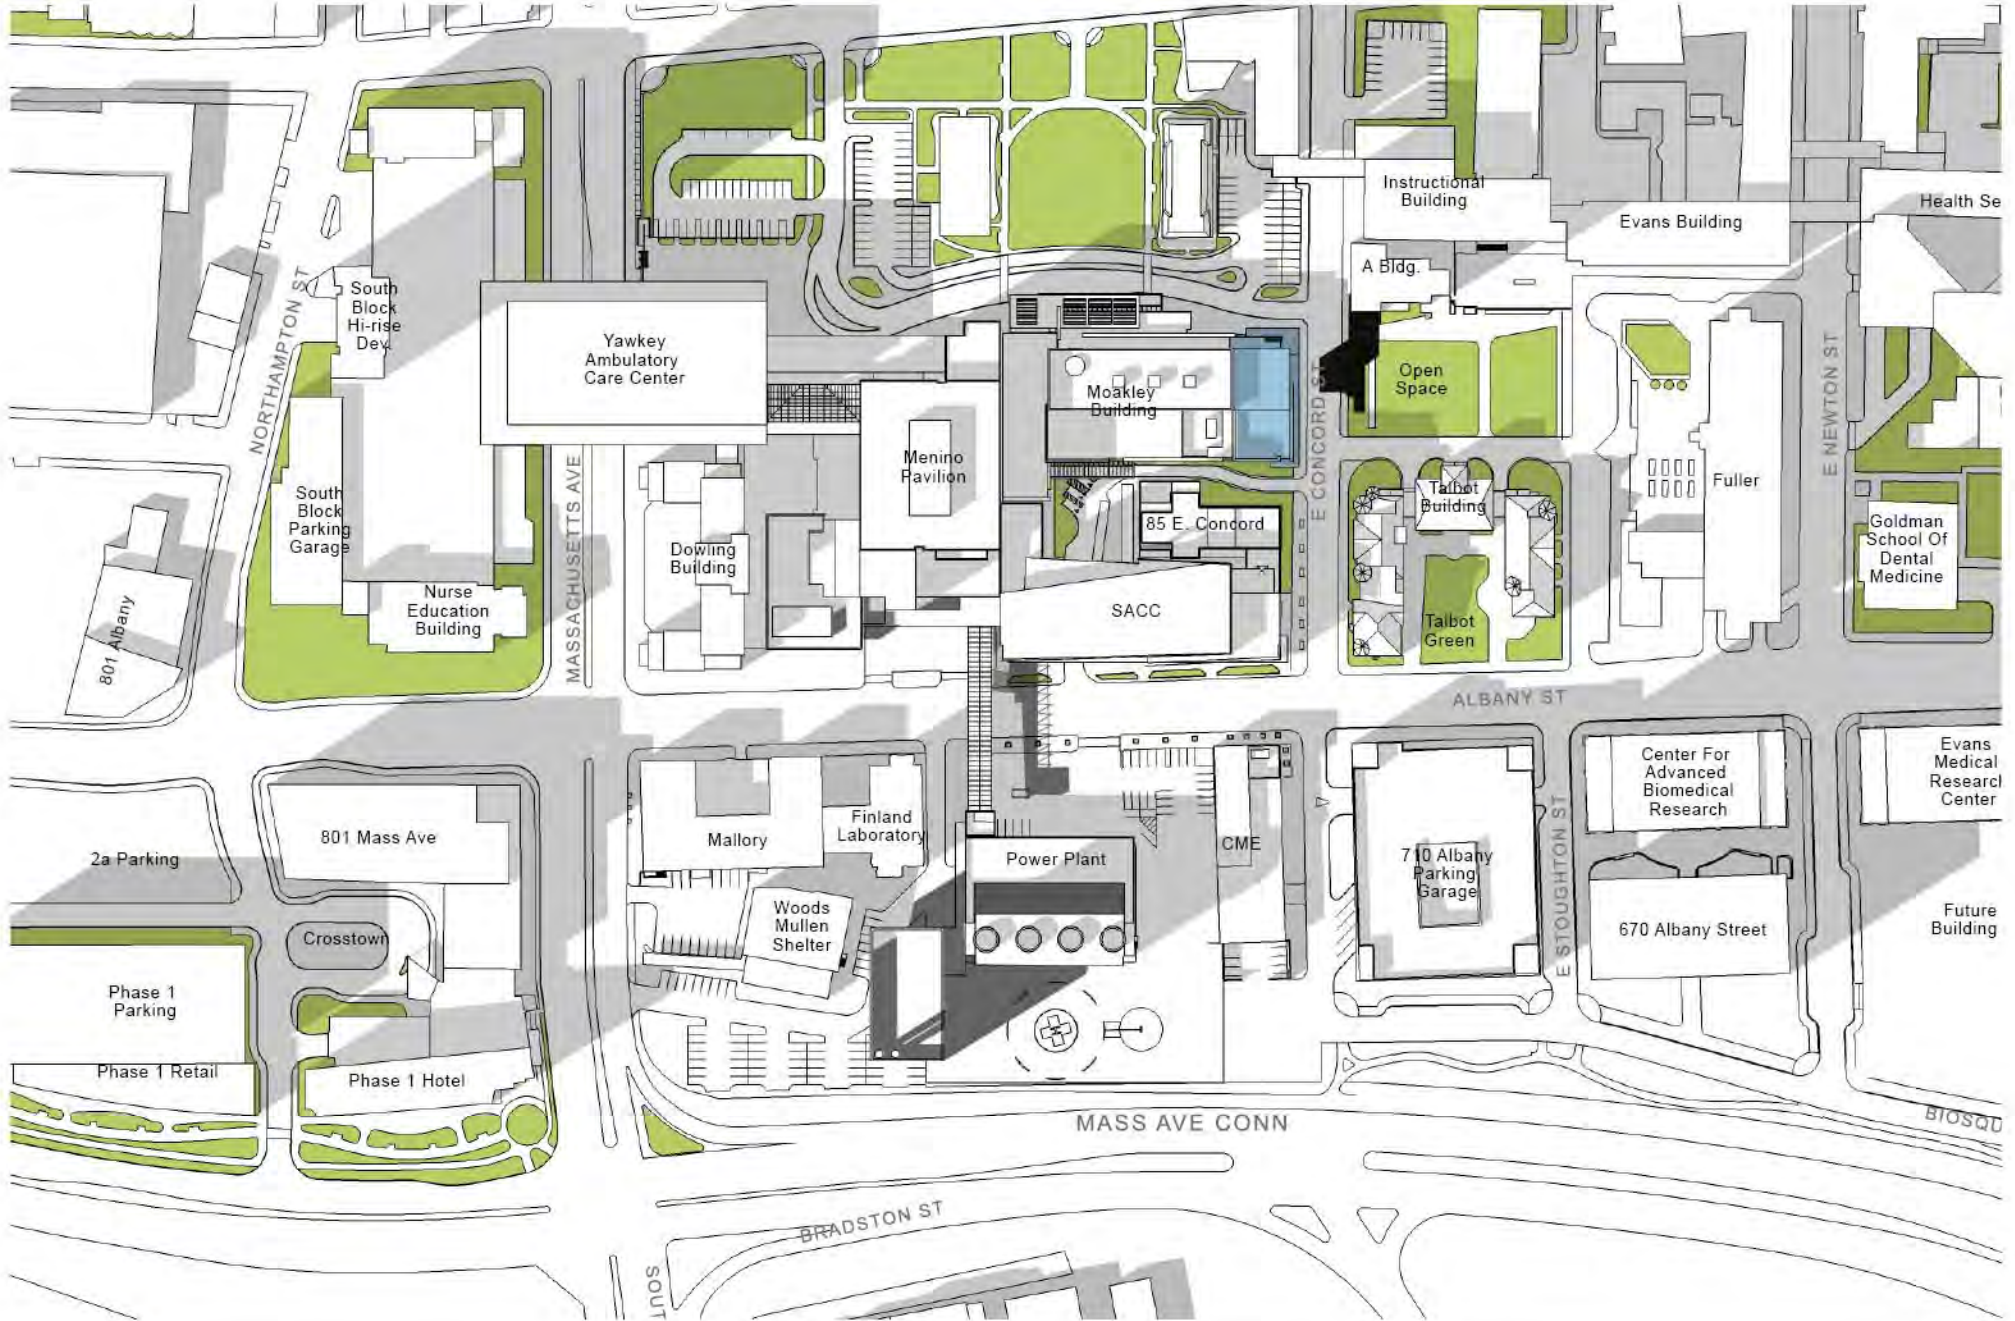 Instructional
Building
Evans Building
Health Se
A Bldg.
South
Block
Hi-rise
Dev.
NORTHAMPTON ST
Yawkey
Ambulatory
Care Center
Moakley
Building
E CONCORD ST
Open
Space
E NEWTON ST
Menino
Pavilion
South
Block
Parking
Garage
MASSACHUSETTS AVE
Dowling
Building
85 E. Concord
Talbot
Building
Fuller
Goldman
School Of
Dental
Medicine
Nurse
Education
Building
801 Albany
SACC
Talbot
Green
ALBANY ST
801 Mass Ave
2a Parking
Mallory
Finland
Laboratory
Power Plant
CME
710 Albany
Parking
Garage
E STOUGHTON ST
Center For
Advanced
Biomedical
Research
Evans
Medical
Research
Center
Woods
Mullen
Shelter
Crosstown
670 Albany Street
Future
Building
Phase 1
Parking
Phase 1 Retail
Phase 1 Hotel
MASS AVE CONN
BIOSQU
BRADSTON ST
SOUT